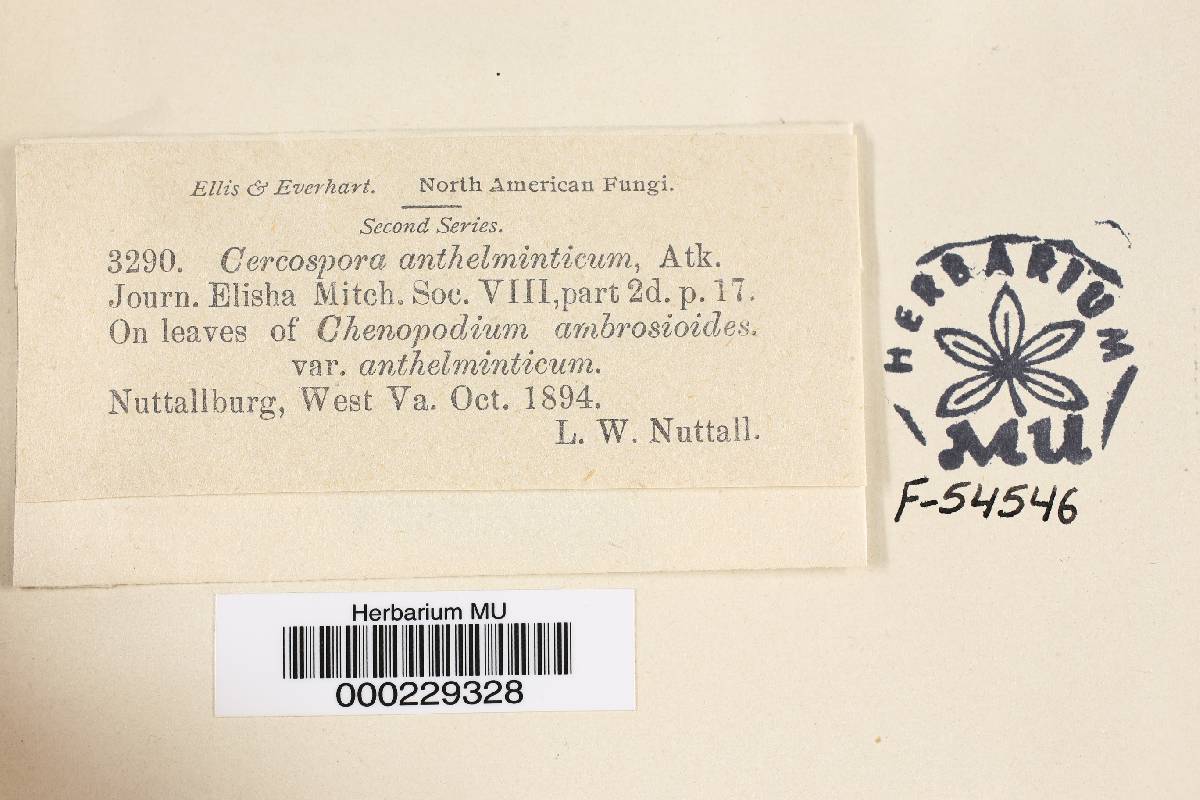 Ellis & Everhart. North American Fungi.
Second Series.
3290. Cercospora anthelminticum, Atk.
Journ. Elisha Mitch. Soc. VIII, part 2d. p. 17.
On leaves of Chenopodium ambrosioides.
var. anthelminticum.
Nuttallburg, West Va. Oct. 1894.
L. W. Nuttall.
HERBARIUM
MU
F-54546
Herbarium MU
000229328